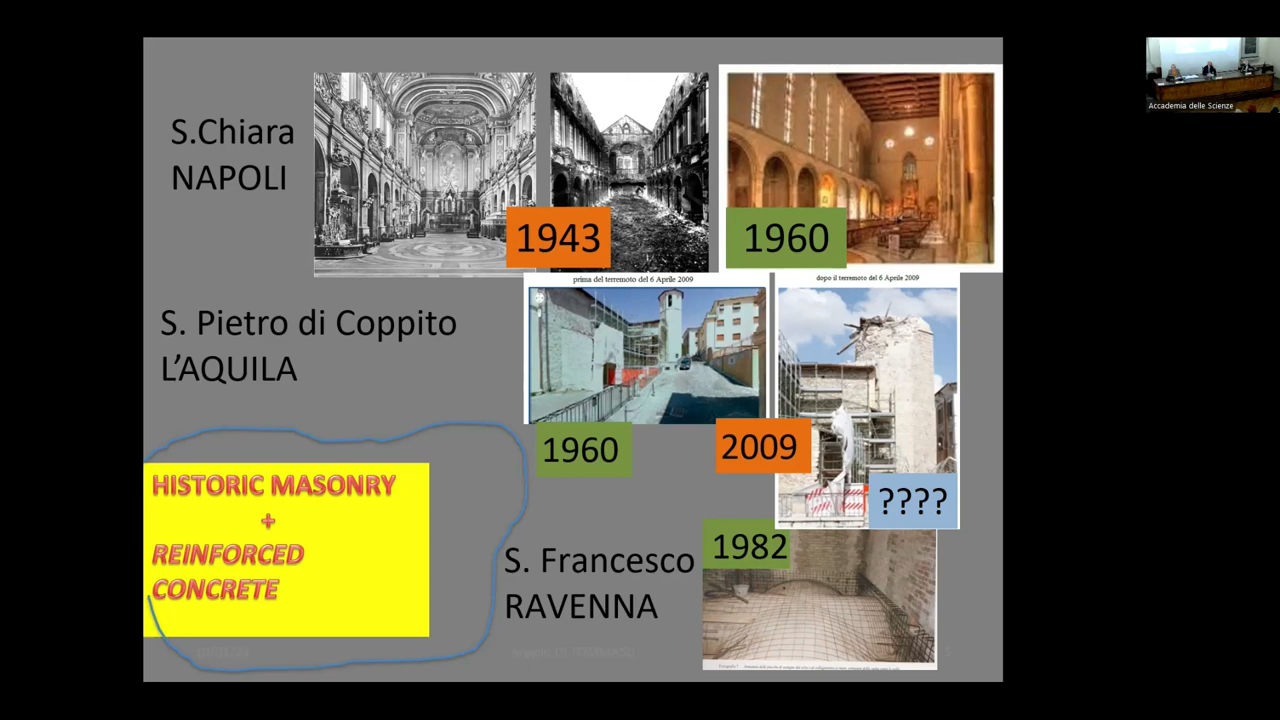 S.Chiara
NAPOLI
1943
1960
Accademia delle Scienze
prima del terremoto del 6 Aprile 2009
dopo il terremoto del 6 Aprile 2009
S. Pietro di Coppito
L'AQUILA
1960
2009
????
HISTORIC MASONRY
+
REINFORCED
CONCRETE
S. Francesco
RAVENNA
1982